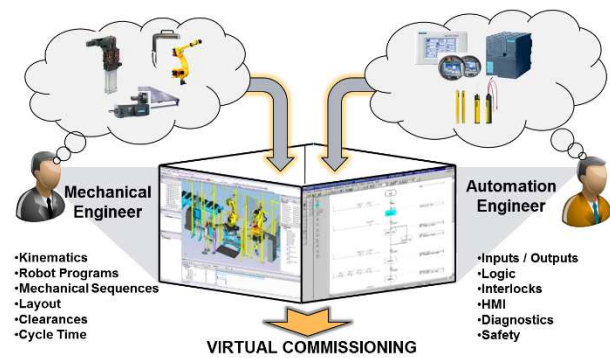 Mechanical
Engineer
Automation
Engineer
•Kinematics
•Robot Programs
•Mechanical Sequences
•Layout
•Clearances
•Cycle Time
•Inputs / Outputs
•Logic
•Interlocks
•HMI
•Diagnostics
•Safety
VIRTUAL COMMISSIONING